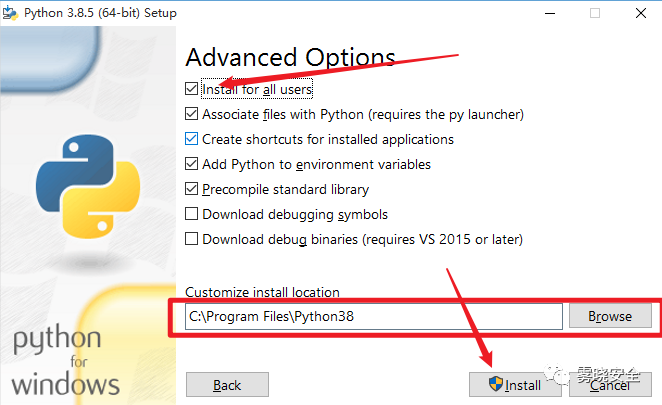 Python 3.8.5 (64-bit) Setup
Advanced Options
Install for all users
Associate files with Python (requires the py launcher)
Create shortcuts for installed applications
Add Python to environment variables
Precompile standard library
Download debugging symbols
Download debug binaries (requires VS 2015 or later)
Customize install location
C:\Program Files\Python38
Browse
python
for
windows
Back
Install
Cancel
雾晓安全